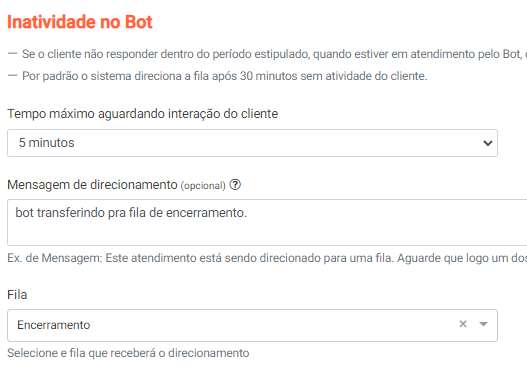 Inatividade no Bot
— Se o cliente não responder dentro do período estipulado, quando estiver em atendimento pelo Bot,
— Por padrão o sistema direciona a fila após 30 minutos sem atividade do cliente.
Tempo máximo aguardando interação do cliente
5 minutos
Mensagem de direcionamento (opcional)
bot transferindo pra fila de encerramento.
Ex. de Mensagem: Este atendimento está sendo direcionado para uma fila. Aguarde que logo um dos
Fila
Encerramento
Selecione e fila que receberá o direcionamento